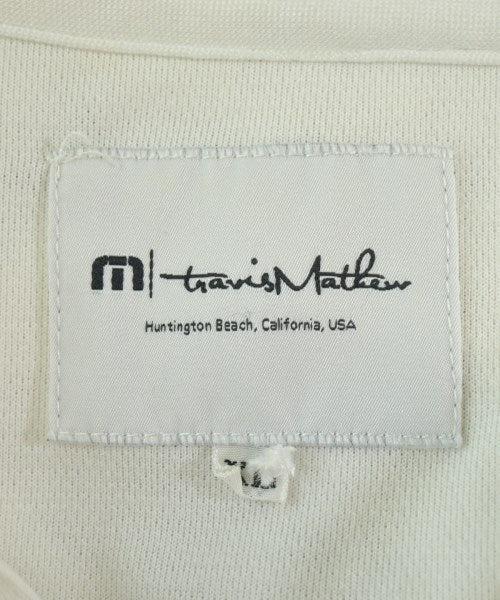 travisMathew
Huntington Beach, California, USA